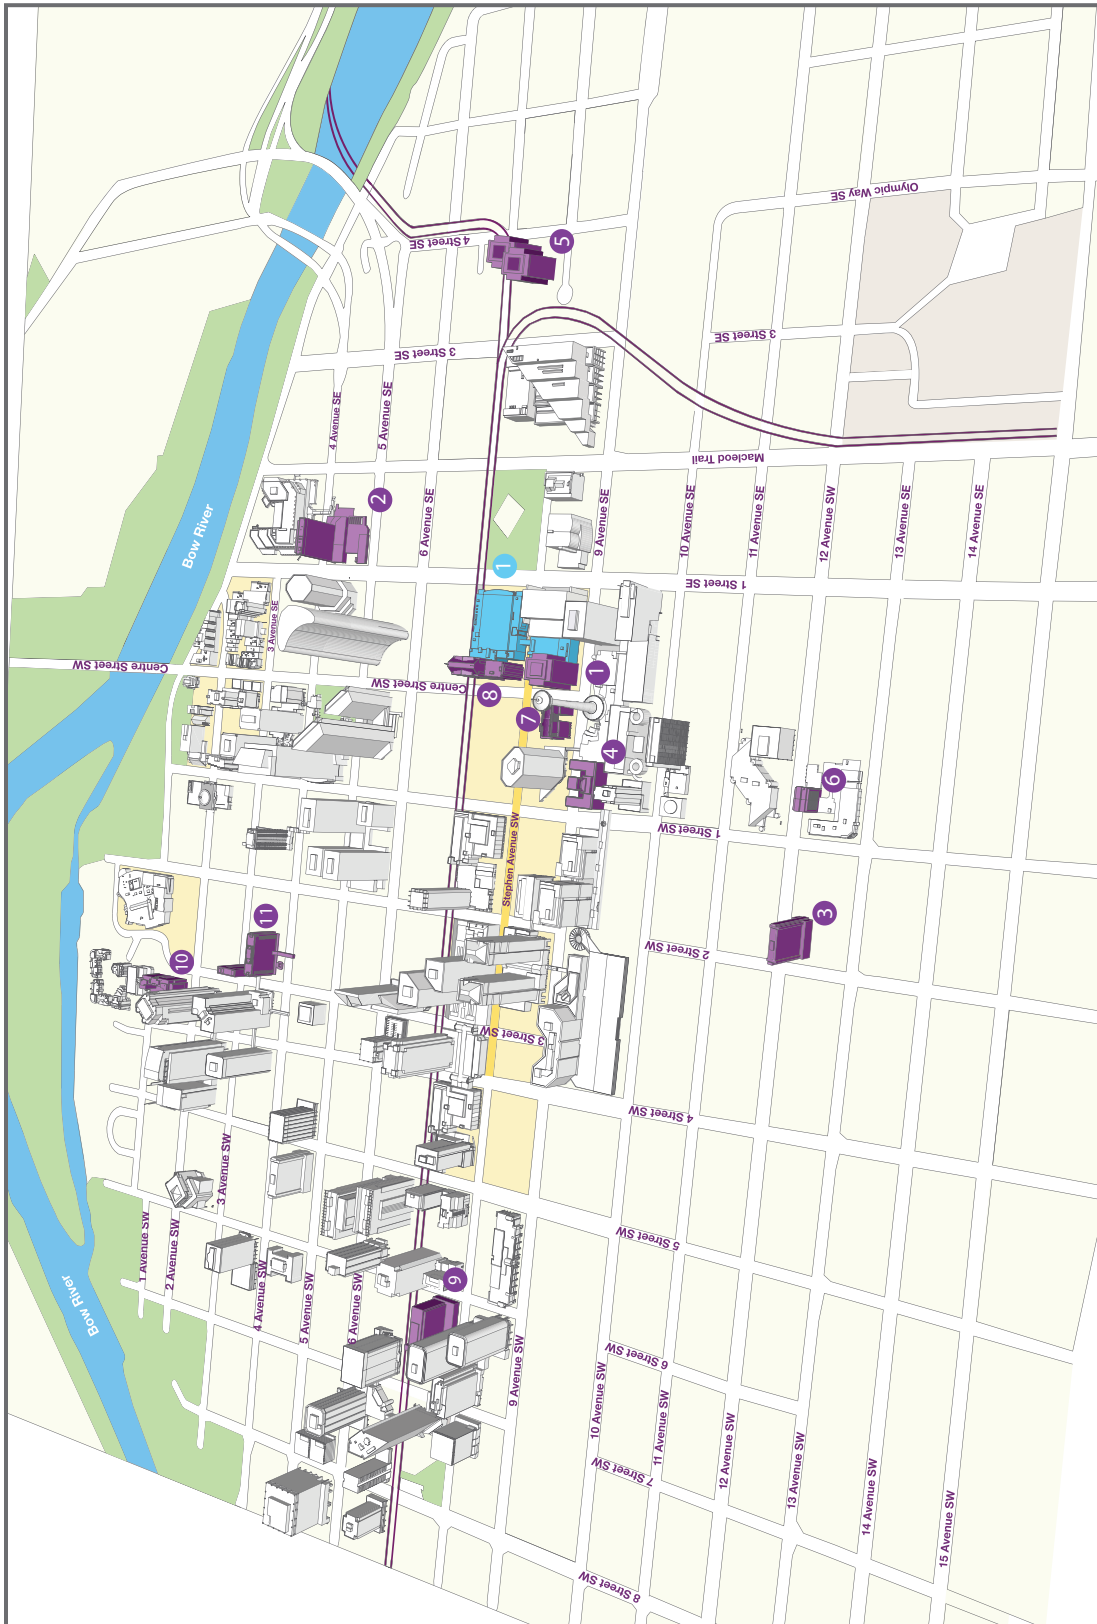 Olympic Way SE
4 Street SE
5
3 Street SE
3 Street SE
4 Avenue SE
5 Avenue SE
Macleod Trail
2
6 Avenue SE
9 Avenue SE
10 Avenue SE
11 Avenue SE
12 Avenue SW
13 Avenue SE
14 Avenue SE
Bow River
1
1 Street SE
3 Avenue SE
Centre Street SW
Centre Street SW
8
1
7
4
6
1 Street SW
Stephen Avenue SW
11
3
10
2 Street SW
3 Street SW
4 Street SW
3 Avenue SW
1 Avenue SW
2 Avenue SW
5 Street SW
4 Avenue SW
5 Avenue SW
6 Avenue SW
9
Bow River
6 Street SW
9 Avenue SW
10 Avenue SW
11 Avenue SW
12 Avenue SW
13 Avenue SW
14 Avenue SW
15 Avenue SW
7 Street SW
8 Street SW